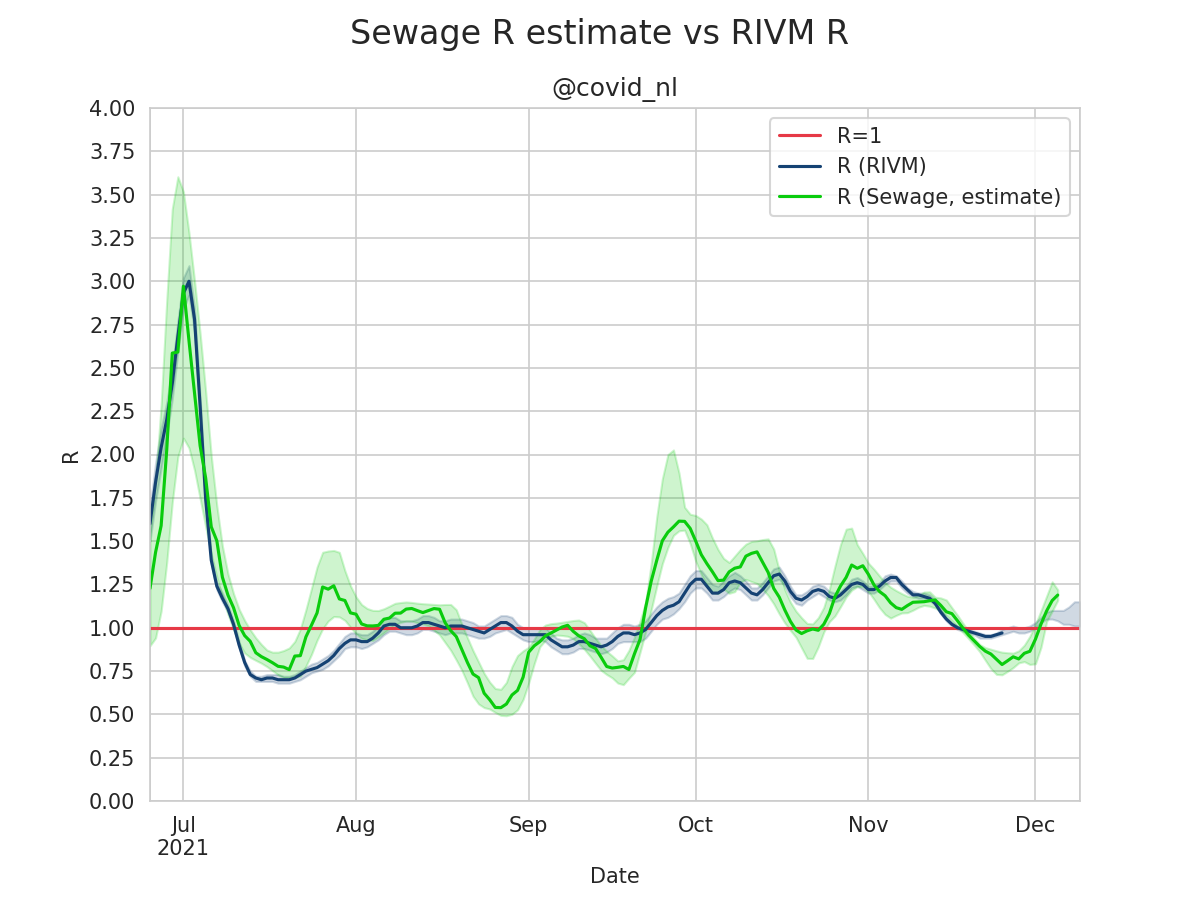 Sewage R estimate vs RIVM R
@covid_nl
R=1
R (RIVM)
R (Sewage, estimate)
R
4.00
3.75
3.50
3.25
3.00
2.75
2.50
2.25
2.00
1.75
1.50
1.25
1.00
0.75
0.50
0.25
0.00
Jul Aug Sep Oct Nov Dec
2021
Date